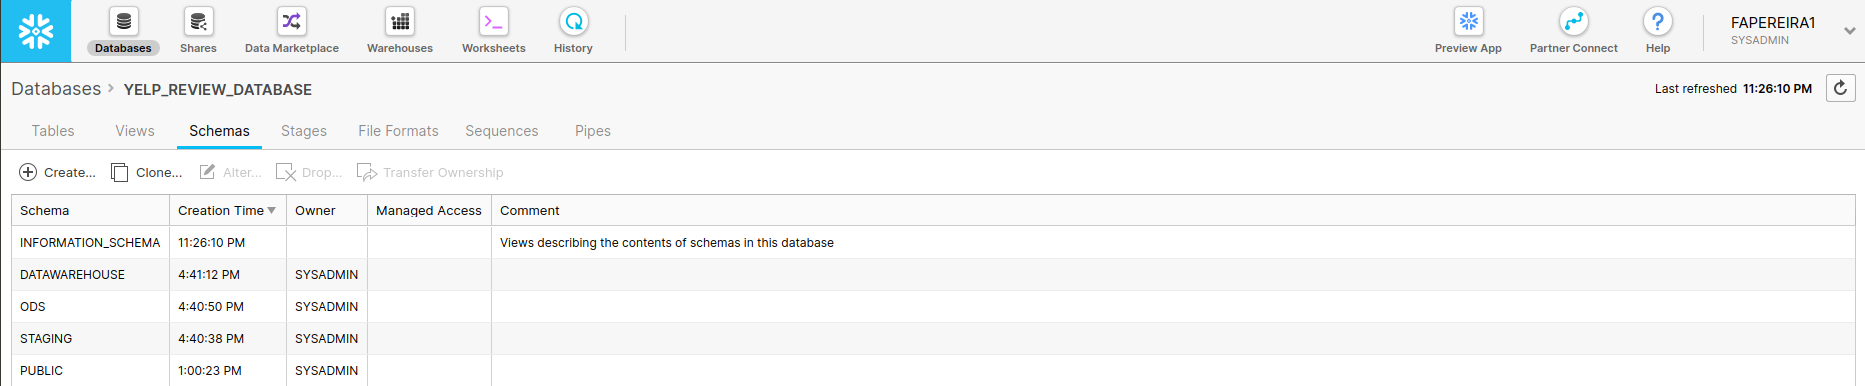 Databases Shares Data Marketplace Warehouses Worksheets History Preview App Partner Connect Help FAPEREIRA1
SYSADMIN
Databases > YELP_REVIEW_DATABASE Last refreshed 11:26:10 PM
Tables Views Schemas Stages File Formats Sequences Pipes
Create... Clone... Alter... Drop... Transfer Ownership
Schema Creation Time Owner Managed Access Comment
INFORMATION_SCHEMA 11:26:10 PM Views describing the contents of schemas in this database
DATAWAREHOUSE 4:41:12 PM SYSADMIN
ODS 4:40:50 PM SYSADMIN
STAGING 4:40:38 PM SYSADMIN
PUBLIC 1:00:23 PM SYSADMIN